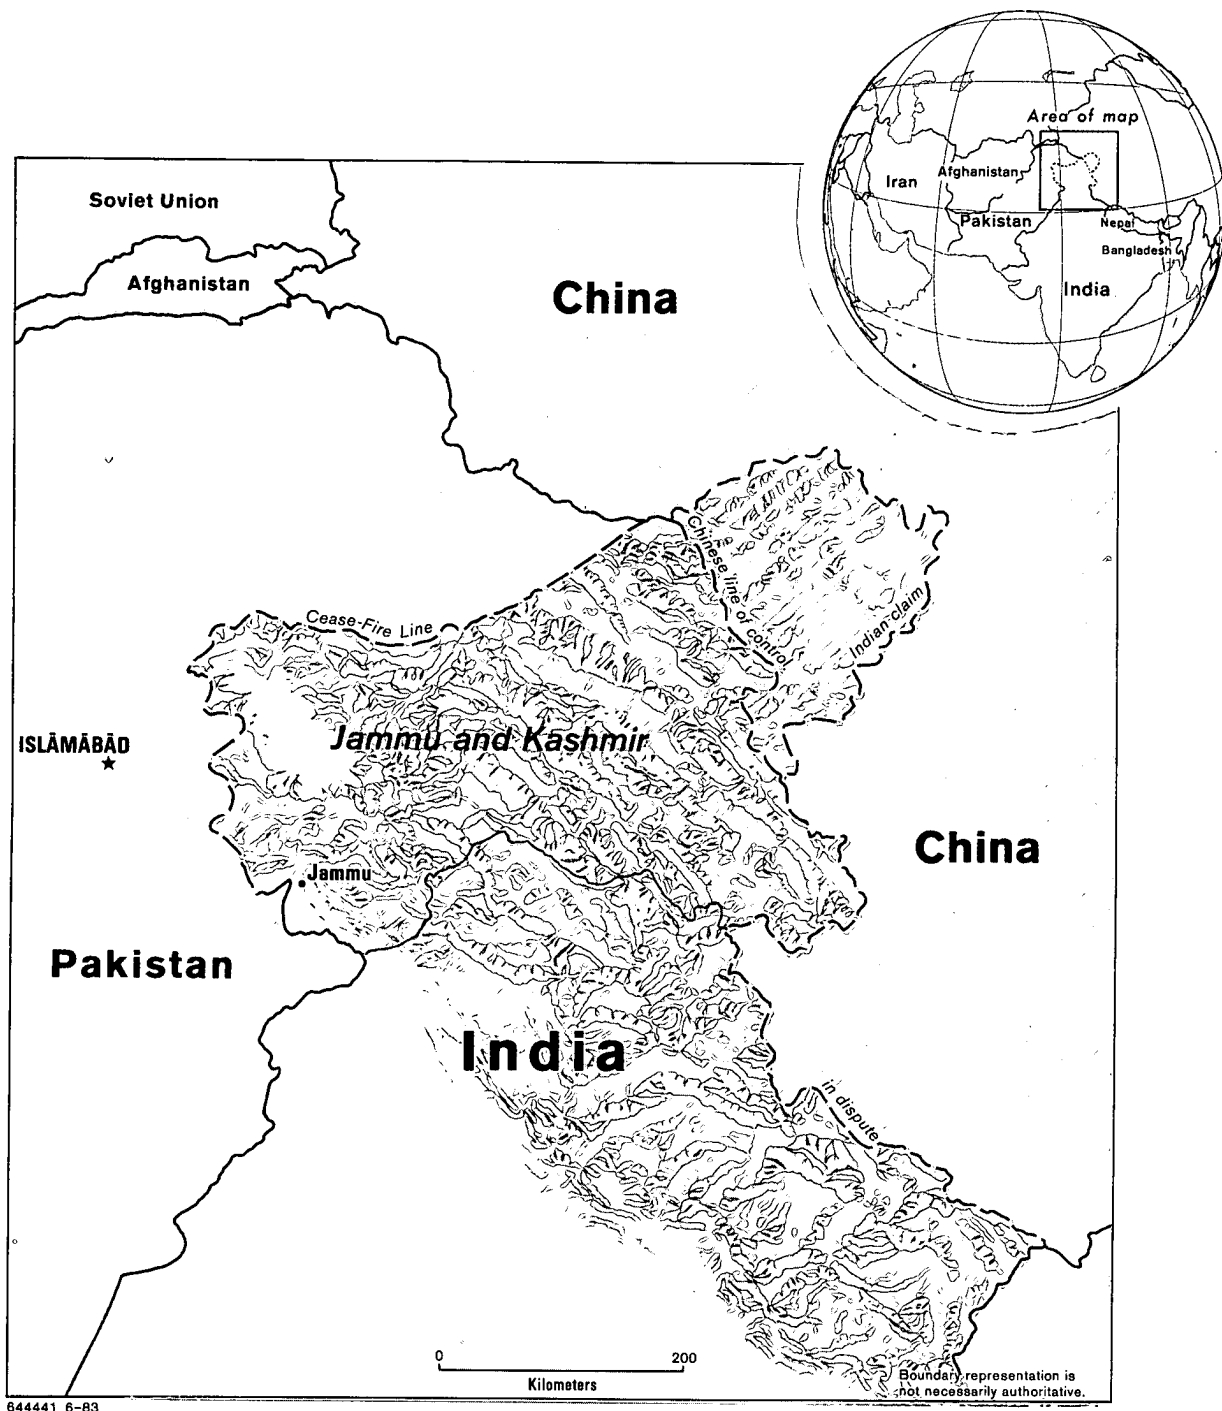 Area of map
Iran
Afghanistan
Pakistan
Nepal
Bangladesh
India
Soviet Union
Afghanistan
China
Chinese line of control
Indian claim
Cease-Fire Line
ISLĀMĀBĀD
Jammu and Kashmir
China
Jammu
Pakistan
India
in dispute
0 200
Kilometers
Boundary representation is
not necessarily authoritative.
644441 6-83